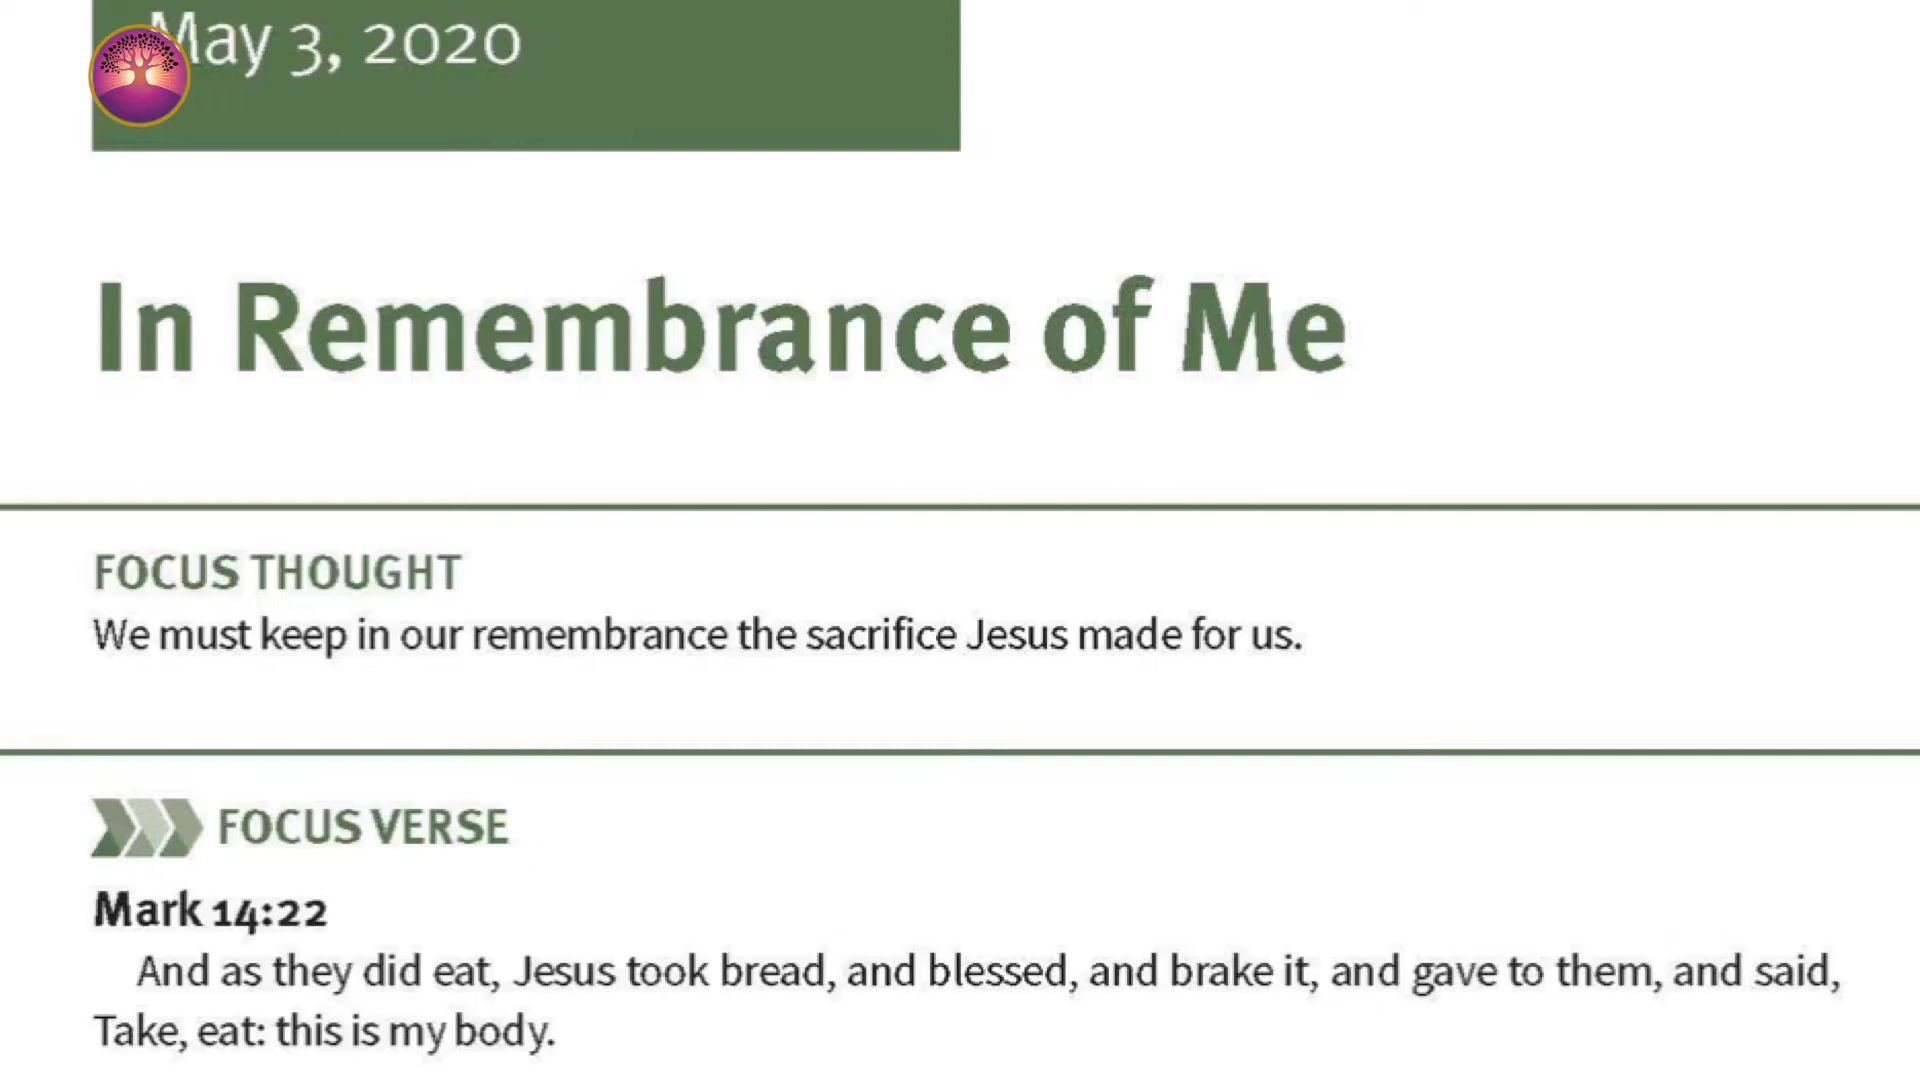 May 3, 2020
In Remembrance of Me
FOCUS THOUGHT
We must keep in our remembrance the sacrifice Jesus made for us.
FOCUS VERSE
Mark 14:22
And as they did eat, Jesus took bread, and blessed, and brake it, and gave to them, and said,
Take, eat: this is my body.